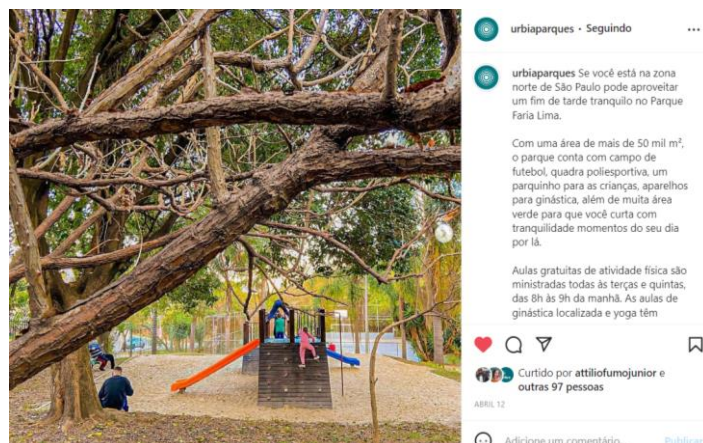 urbiaparques • Seguindo
urbiaparques Se você está na zona
norte de São Paulo pode aproveitar
um fim de tarde tranquilo no Parque
Faria Lima.
Com uma área de mais de 50 mil m²,
o parque conta com campo de
futebol, quadra poliesportiva, um
parquinho para as crianças, aparelhos
para ginástica, além de muita área
verde para que você curta com
tranquilidade momentos do seu dia
por lá.
Aulas gratuitas de atividade física são
ministradas todas às terças e quintas,
das 8h às 9h da manhã. As aulas de
ginástica localizada e yoga têm
Curtido por attiliofumojunior e
outras 97 pessoas
ABRIL 12
Adicione um comentário...
Publicar